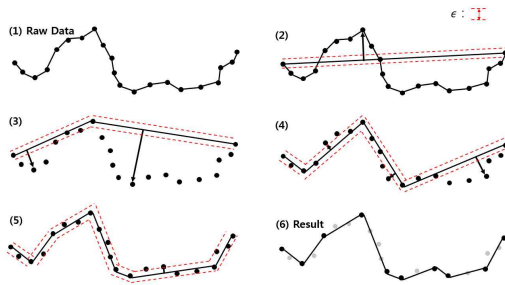 ϵ :
(1) Raw Data
(2)
(3)
(4)
(5)
(6) Result